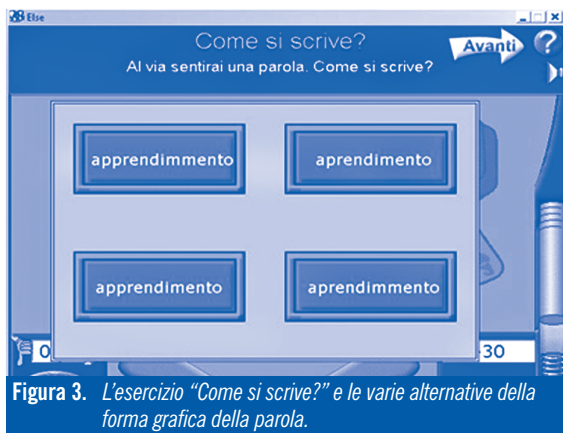 Else
Come si scrive?
Avanti
?
Al via sentirai una parola. Come si scrive?
apprendimmento
aprendimento
apprendimento
aprendimmento
0
30
Figura 3. L'esercizio "Come si scrive?" e le varie alternative della
forma grafica della parola.